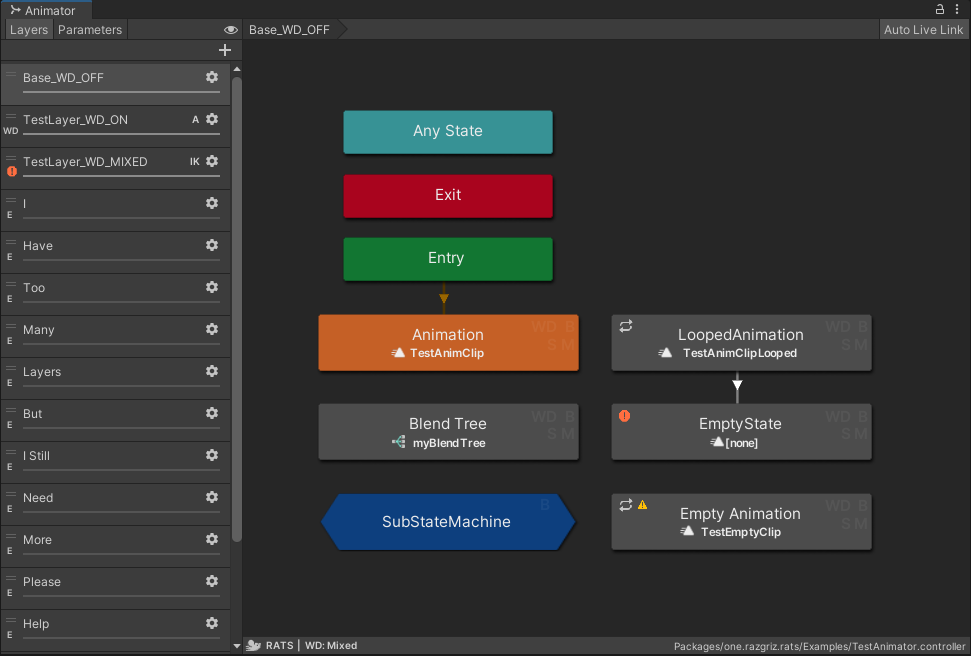 Animator
Layers Parameters
Base_WD_OFF
Auto Live Link
Base_WD_OFF
TestLayer_WD_ON A
WD
TestLayer_WD_MIXED IK
I
E
Have
E
Too
E
Many
E
Layers
E
But
E
I Still
E
Need
E
More
E
Please
E
Help
E
Any State
Exit
Entry
Animation
TestAnimClip
WD B
S M
LoopedAnimation
TestAnimClipLooped
WD B
S M
Blend Tree
myBlendTree
WD B
S M
EmptyState
[none]
WD B
S M
SubStateMachine
B
Empty Animation
TestEmptyClip
WD B
S M
RATS | WD: Mixed
Packages/one.razgriz.rats/Examples/TestAnimator.controller